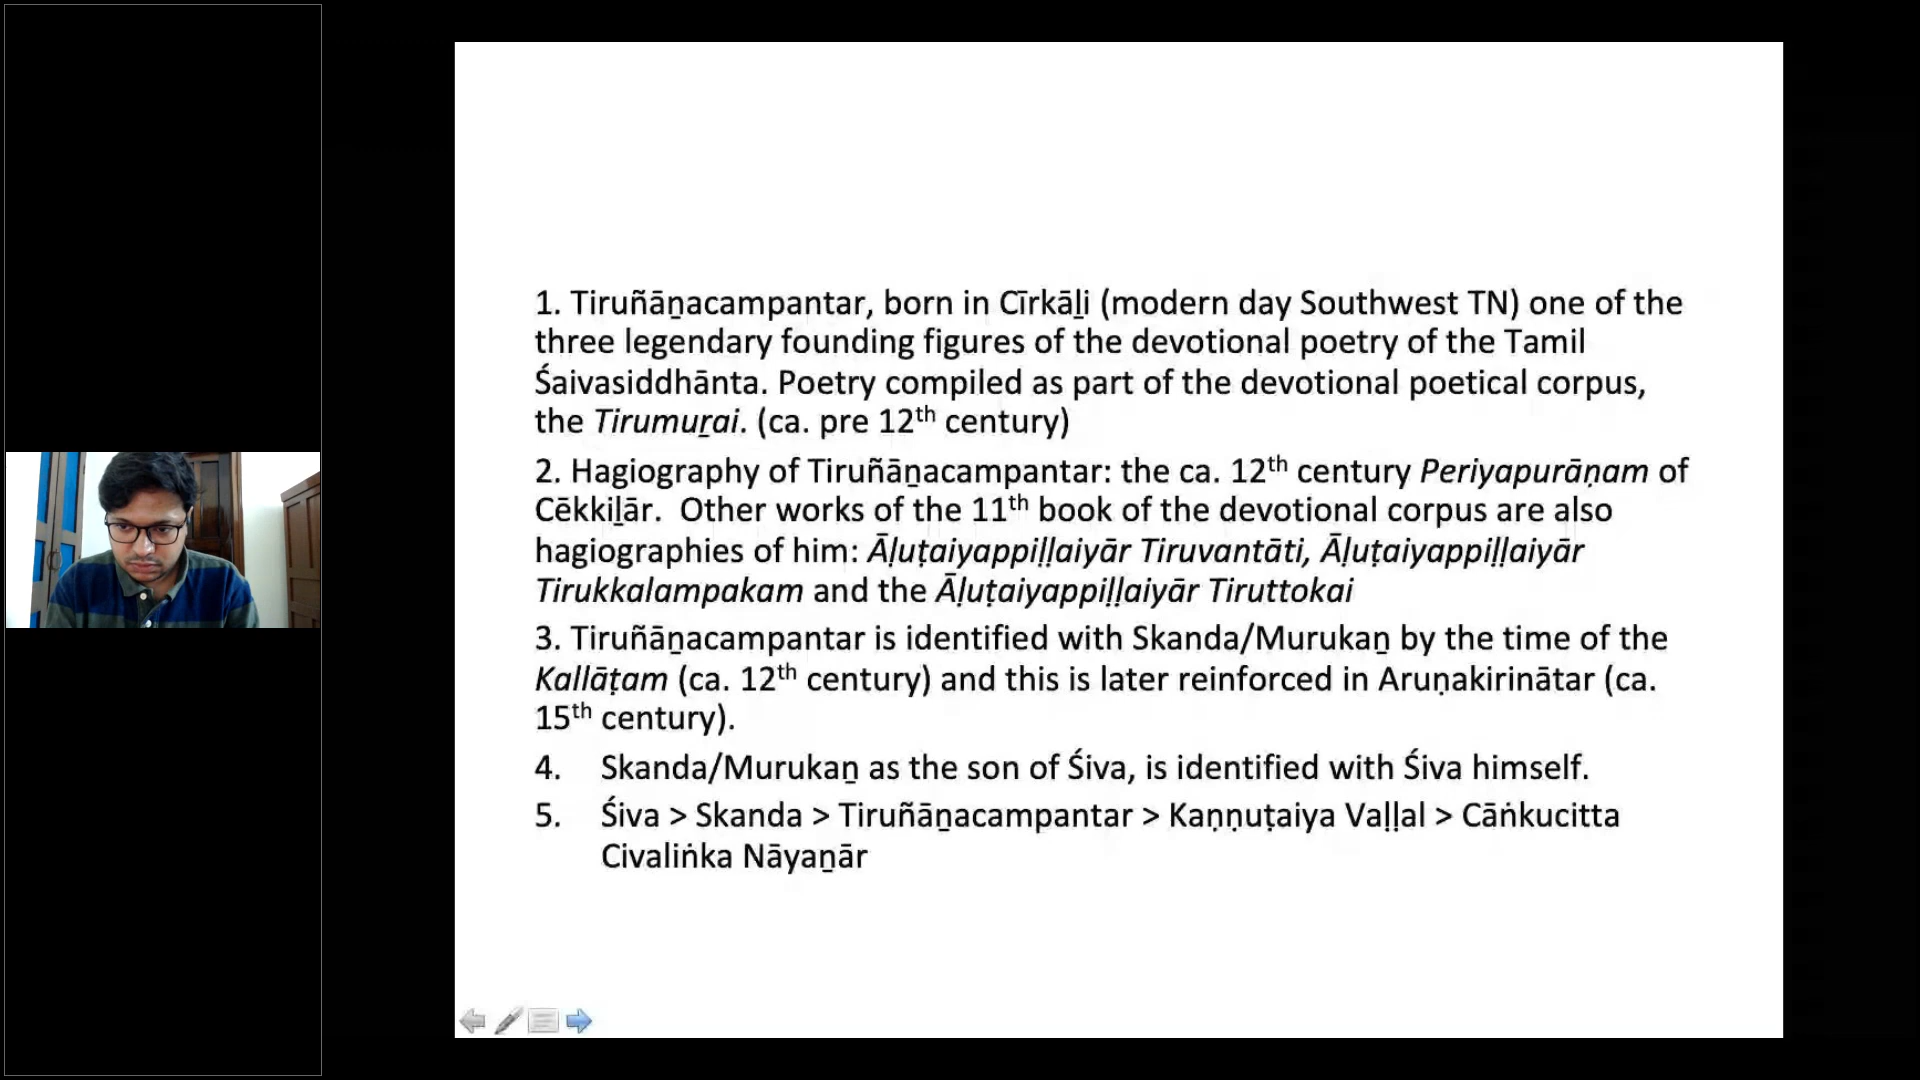 1. Tiruñāṉacampantar, born in Cīrkāḻi (modern day Southwest TN) one of the
three legendary founding figures of the devotional poetry of the Tamil
Śaivasiddhānta. Poetry compiled as part of the devotional poetical corpus,
the Tirumuṟai. (ca. pre 12th century)
2. Hagiography of Tiruñāṉacampantar: the ca. 12th century Periyapurāṇam of
Cēkkiḻār.  Other works of the 11th book of the devotional corpus are also
hagiographies of him: Āḷuṭaiyappiḷḷaiyār Tiruvantāti, Āḷuṭaiyappiḷḷaiyār
Tirukkalampakam and the Āḷuṭaiyappiḷḷaiyār Tiruttokai
3. Tiruñāṉacampantar is identified with Skanda/Murukaṉ by the time of the
Kallāṭam (ca. 12th century) and this is later reinforced in Aruṇakirinātar (ca.
15th century).
4. Skanda/Murukaṉ as the son of Śiva, is identified with Śiva himself.
5. Śiva > Skanda > Tiruñāṉacampantar > Kaṇṇuṭaiya Vaḷḷal > Cāṅkucitta
Civaliṅka Nāyaṉār